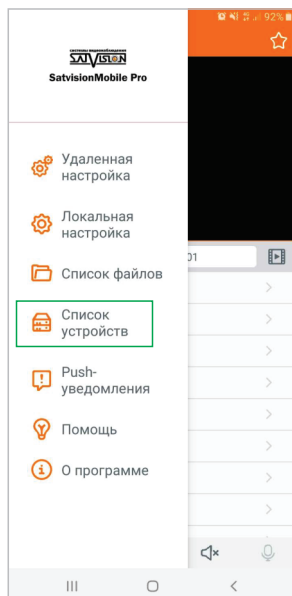 92%
системы видеонаблюдения
SATVISION
SatvisionMobile Pro
Удаленная
настройка
Локальная
настройка
01
Список файлов
Список
устройств
Push-
уведомления
Помощь
О программе